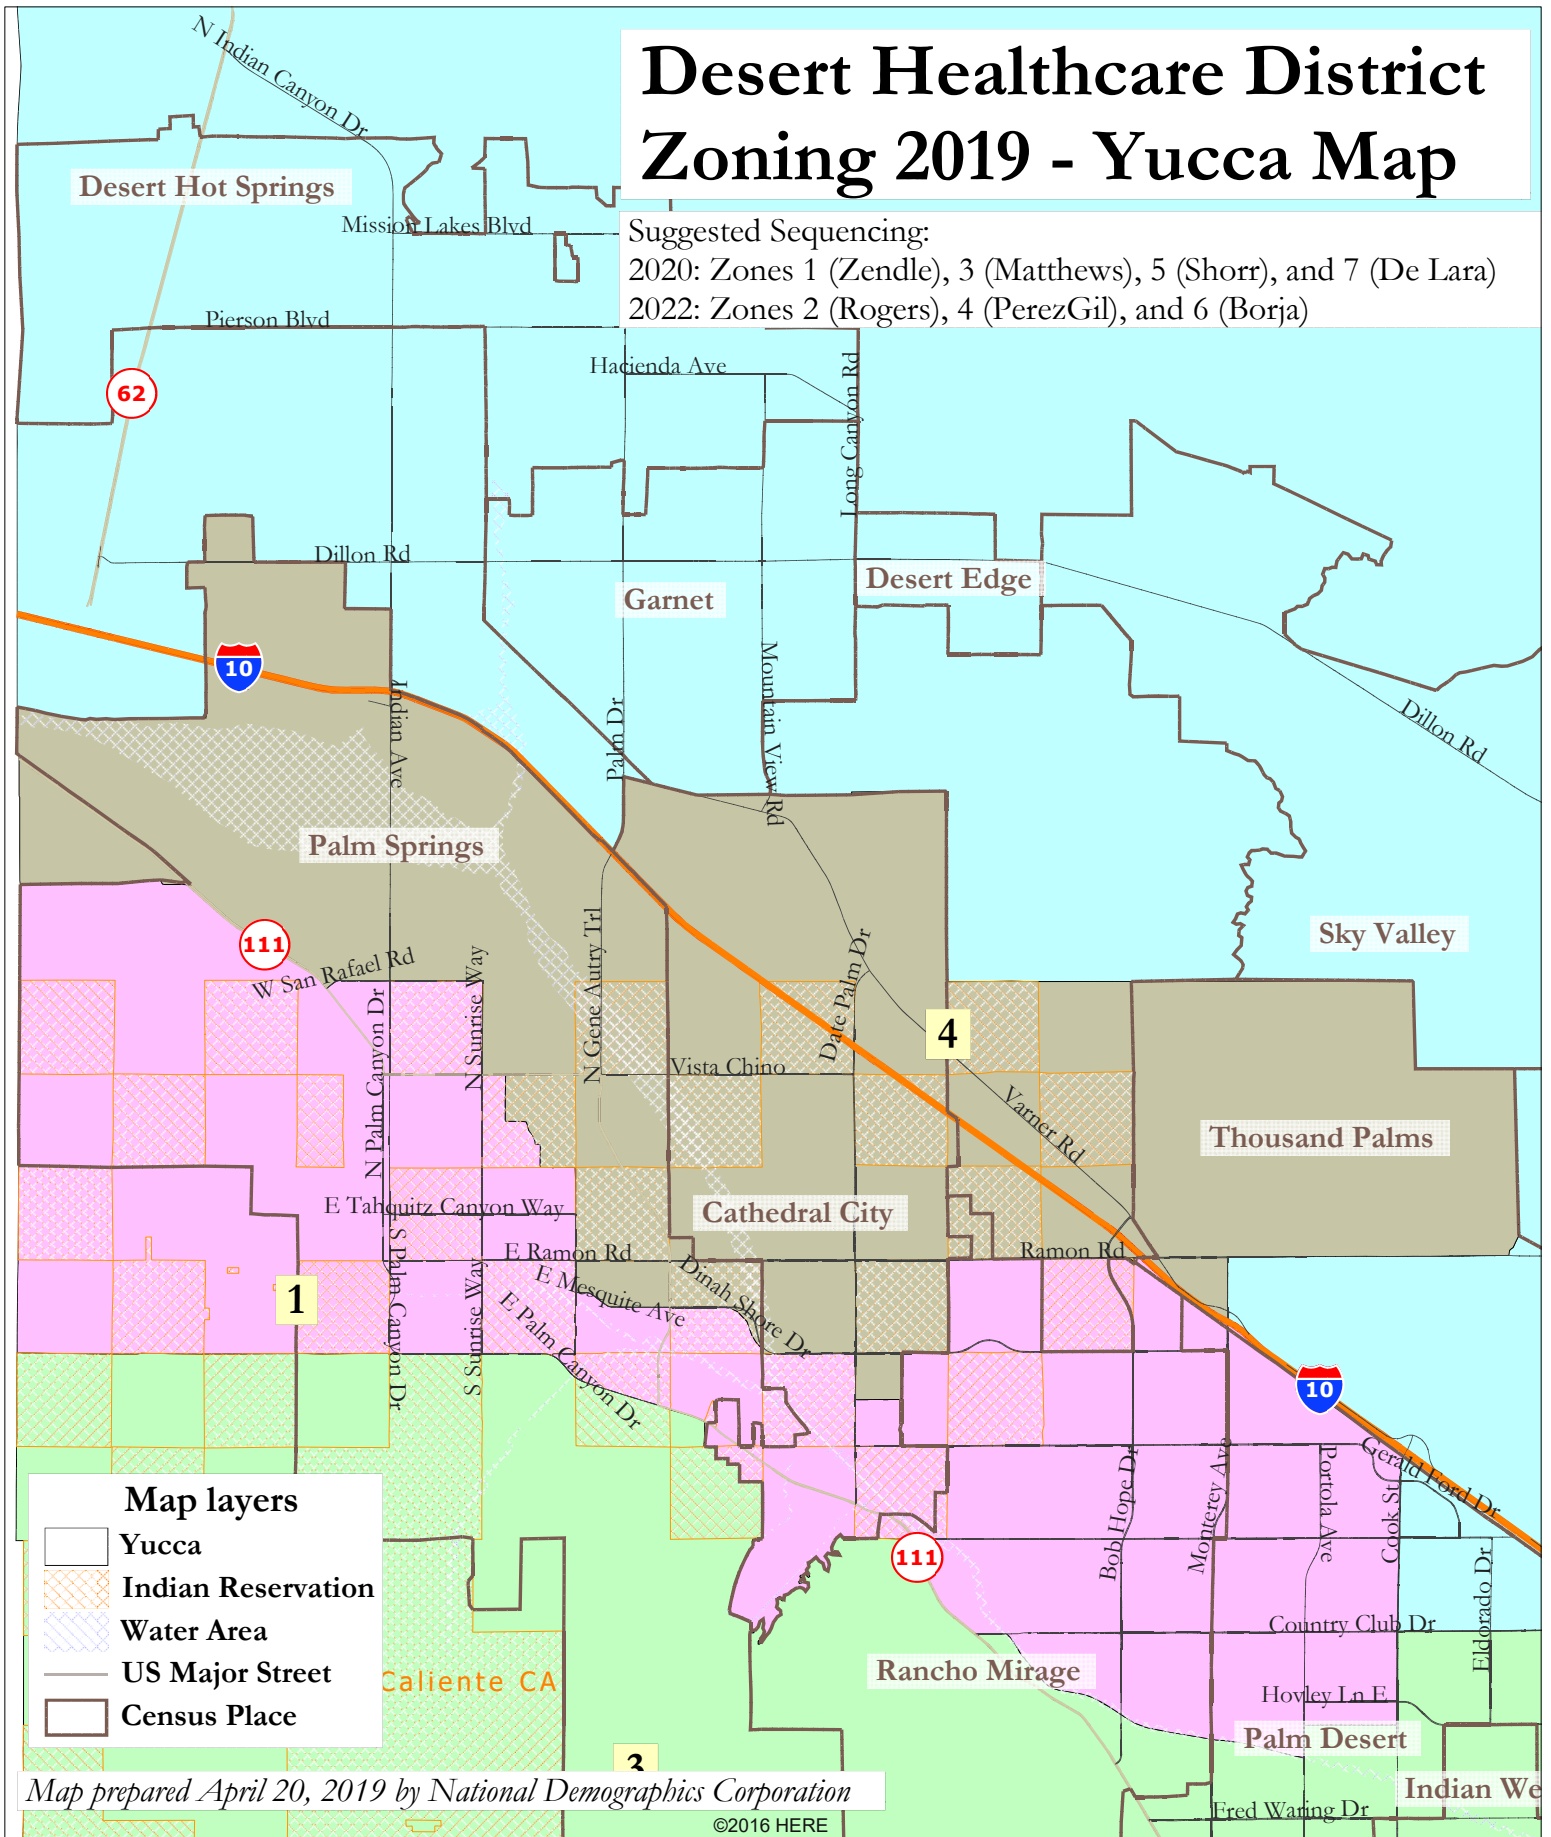 Desert Healthcare District
Zoning 2019 - Yucca Map
Suggested Sequencing:
2020: Zones 1 (Zendle), 3 (Matthews), 5 (Shorr), and 7 (De Lara)
2022: Zones 2 (Rogers), 4 (PerezGil), and 6 (Borja)
N Indian Canyon Dr
Desert Hot Springs
Mission Lakes Blvd
Pierson Blvd
Hacienda Ave
62
Long Canyon Rd
Dillon Rd
Desert Edge
Garnet
10
Indian Ave
Palm Dr
Mountain View Rd
Dillon Rd
Palm Springs
Sky Valley
111
W San Rafael Rd
N Palm Canyon Dr
N Sunrise Way
N Gene Autry Trl
Date Palm Dr
4
Vista Chino
Varner Rd
Thousand Palms
E Tahquitz Canyon Way
Cathedral City
E Ramon Rd
Ramon Rd
1
S Palm Canyon Dr
S Sunrise Way
E Mesquite Ave
Dinah Shore Dr
E Palm Canyon Dr
10
Bob Hope Dr
Monterey Ave
Portola Ave
Cook St
Gerald Ford Dr
Eldorado Dr
111
Country Club Dr
Rancho Mirage
Hovley Ln E
Palm Desert
Indian We
Fred Waring Dr
Map layers
Yucca
Indian Reservation
Water Area
US Major Street
Census Place
Caliente CA
3
Map prepared April 20, 2019 by National Demographics Corporation
©2016 HERE